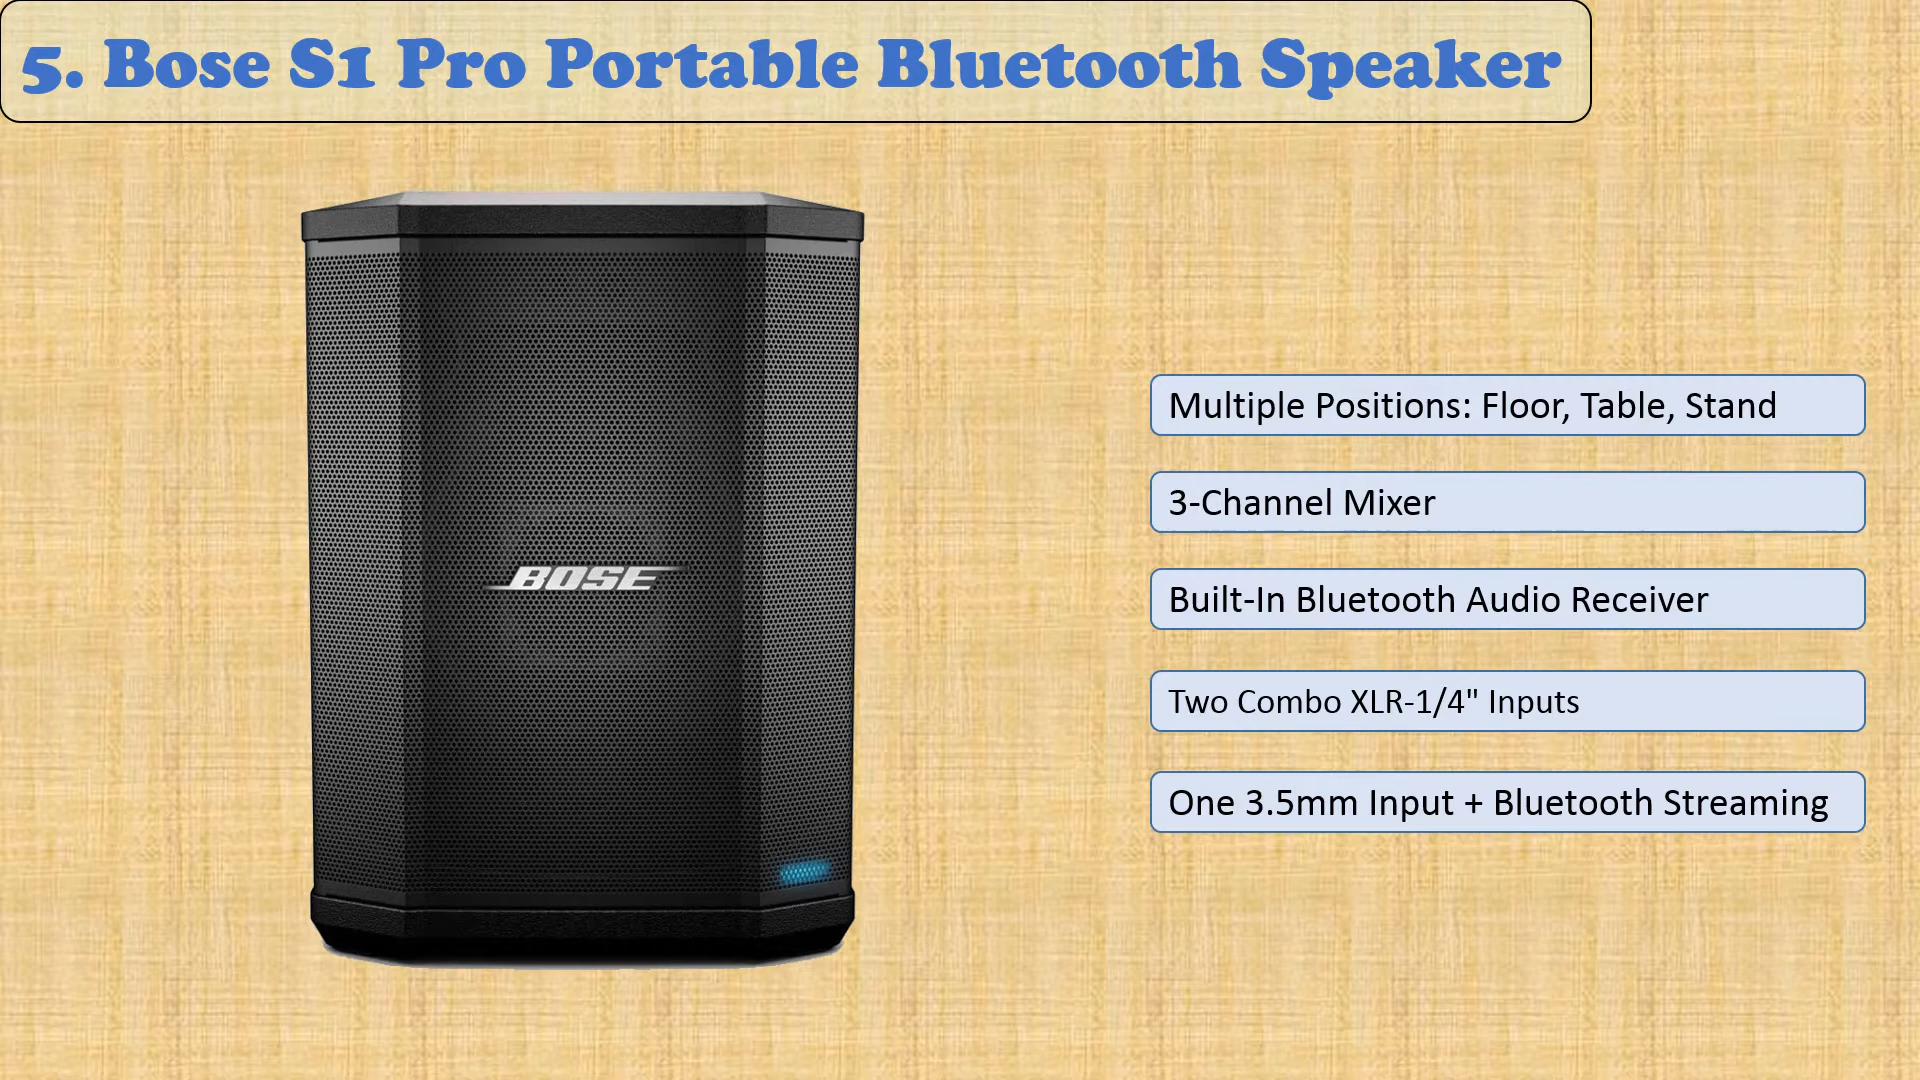 5. Bose S1 Pro Portable Bluetooth Speaker
BOSE
Multiple Positions: Floor, Table, Stand
3-Channel Mixer
Built-In Bluetooth Audio Receiver
Two Combo XLR-1/4" Inputs
One 3.5mm Input + Bluetooth Streaming